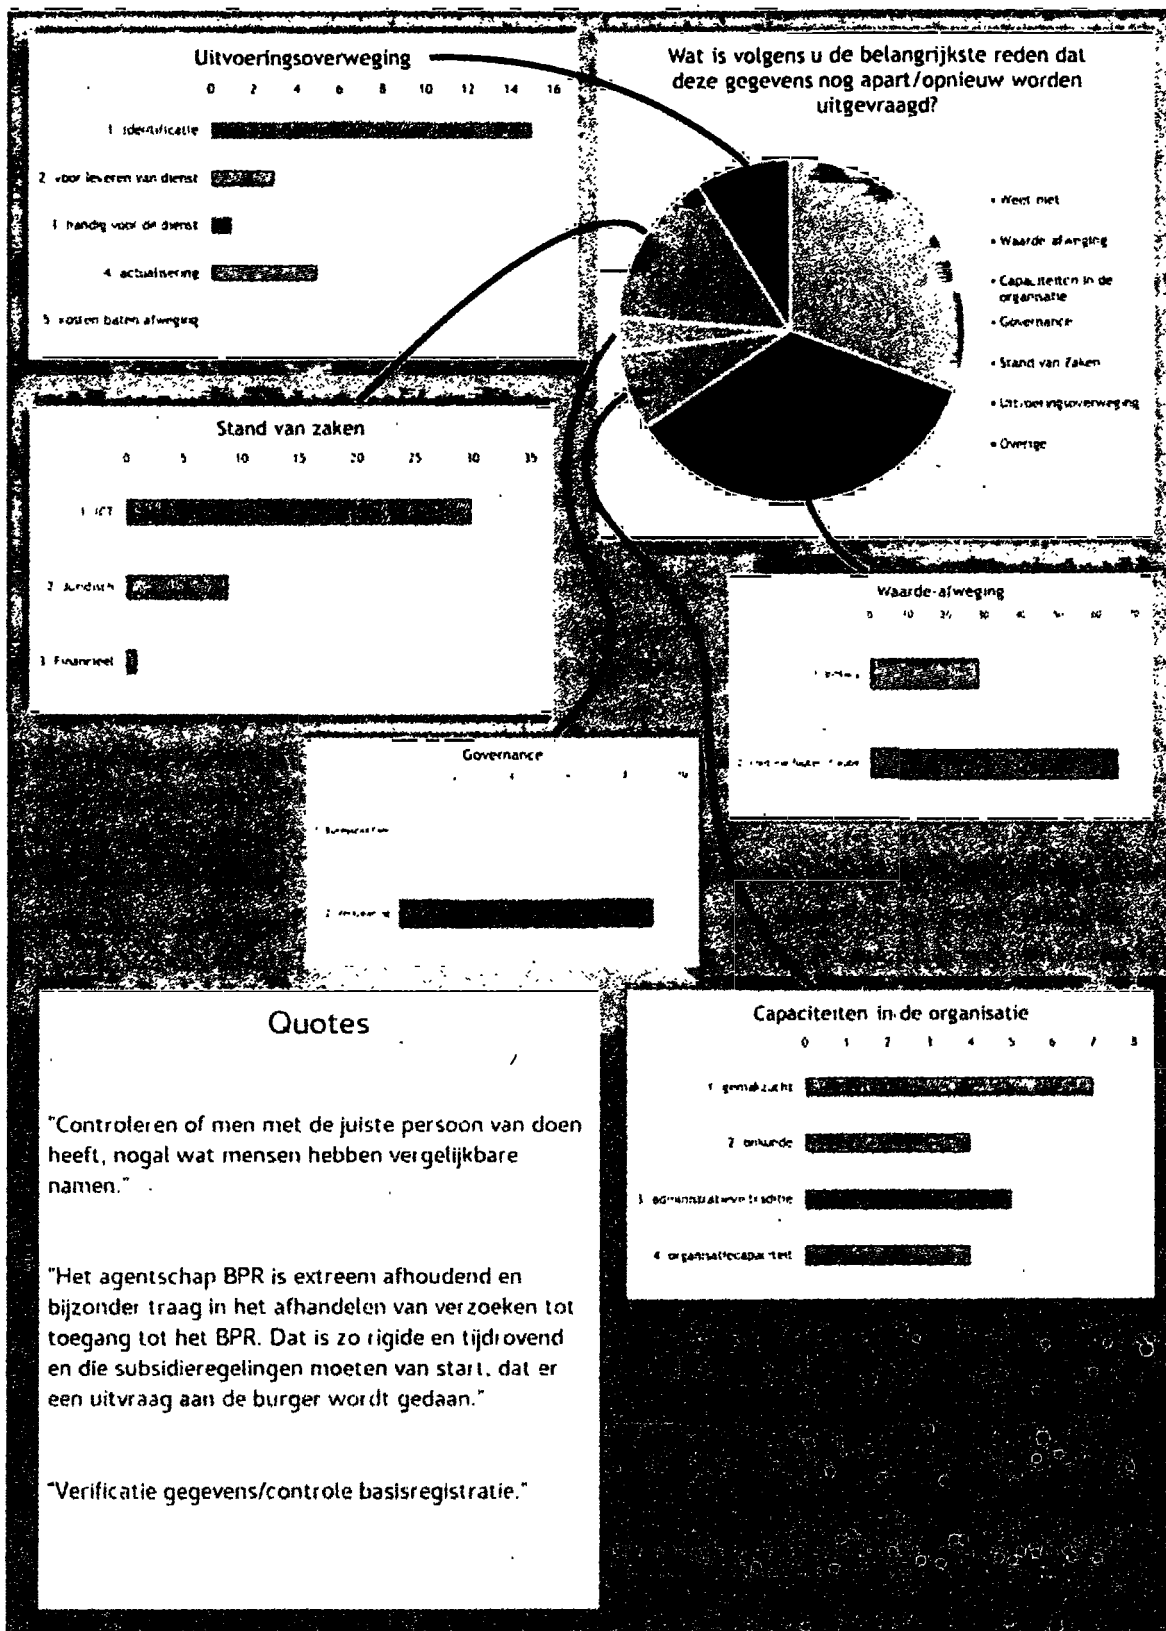 Uitvoeringsoverweging
0 2 4 6 8 10 12 14 16
1 identificatie
2 voor leveren van dienst
3 handig voor de dienst
4 actualisering
5 kosten baten afweging
Wat is volgens u de belangrijkste reden dat
deze gegevens nog apart/opnieuw worden
uitgevraagd?
• Weet niet
• Waarde afweging
• Capaciteiten in de
organisatie
• Governance
• Stand van Zaken
• Uitvoeringsoverweging
• Overige
Stand van zaken
0 5 10 15 20 25 30 35
1 ICT
2 Juridisch
3 Financieel
Waarde-afweging
0 10 20 30 40 50 60 70
Governance
Quotes
"Controleren of men met de juiste persoon van doen
heeft, nogal wat mensen hebben vergelijkbare
namen."
"Het agentschap BPR is extreem afhoudend en
bijzonder traag in het afhandelen van verzoeken tot
toegang tot het BPR. Dat is zo rigide en tijdrovend
en die subsidieregelingen moeten van start, dat er
een uitvraag aan de burger wordt gedaan."
"Verificatie gegevens/controle basisregistratie."
Capaciteiten in de organisatie
0 1 2 3 4 5 6 7 8
1 gemakzucht
2 onkunde
3 administratieve traditie
4 organisatiecapaciteit